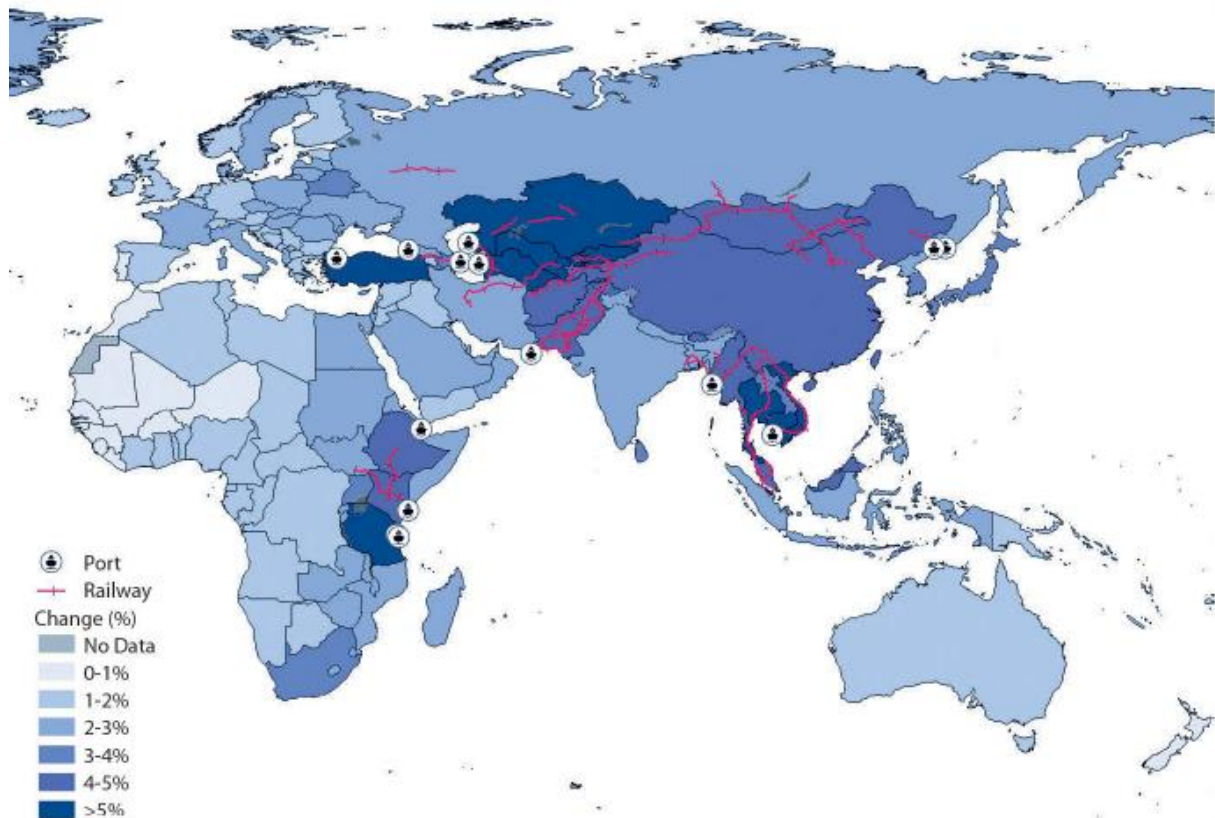 Port
Railway
Change (%)
No Data
0-1%
1-2%
2-3%
3-4%
4-5%
>5%